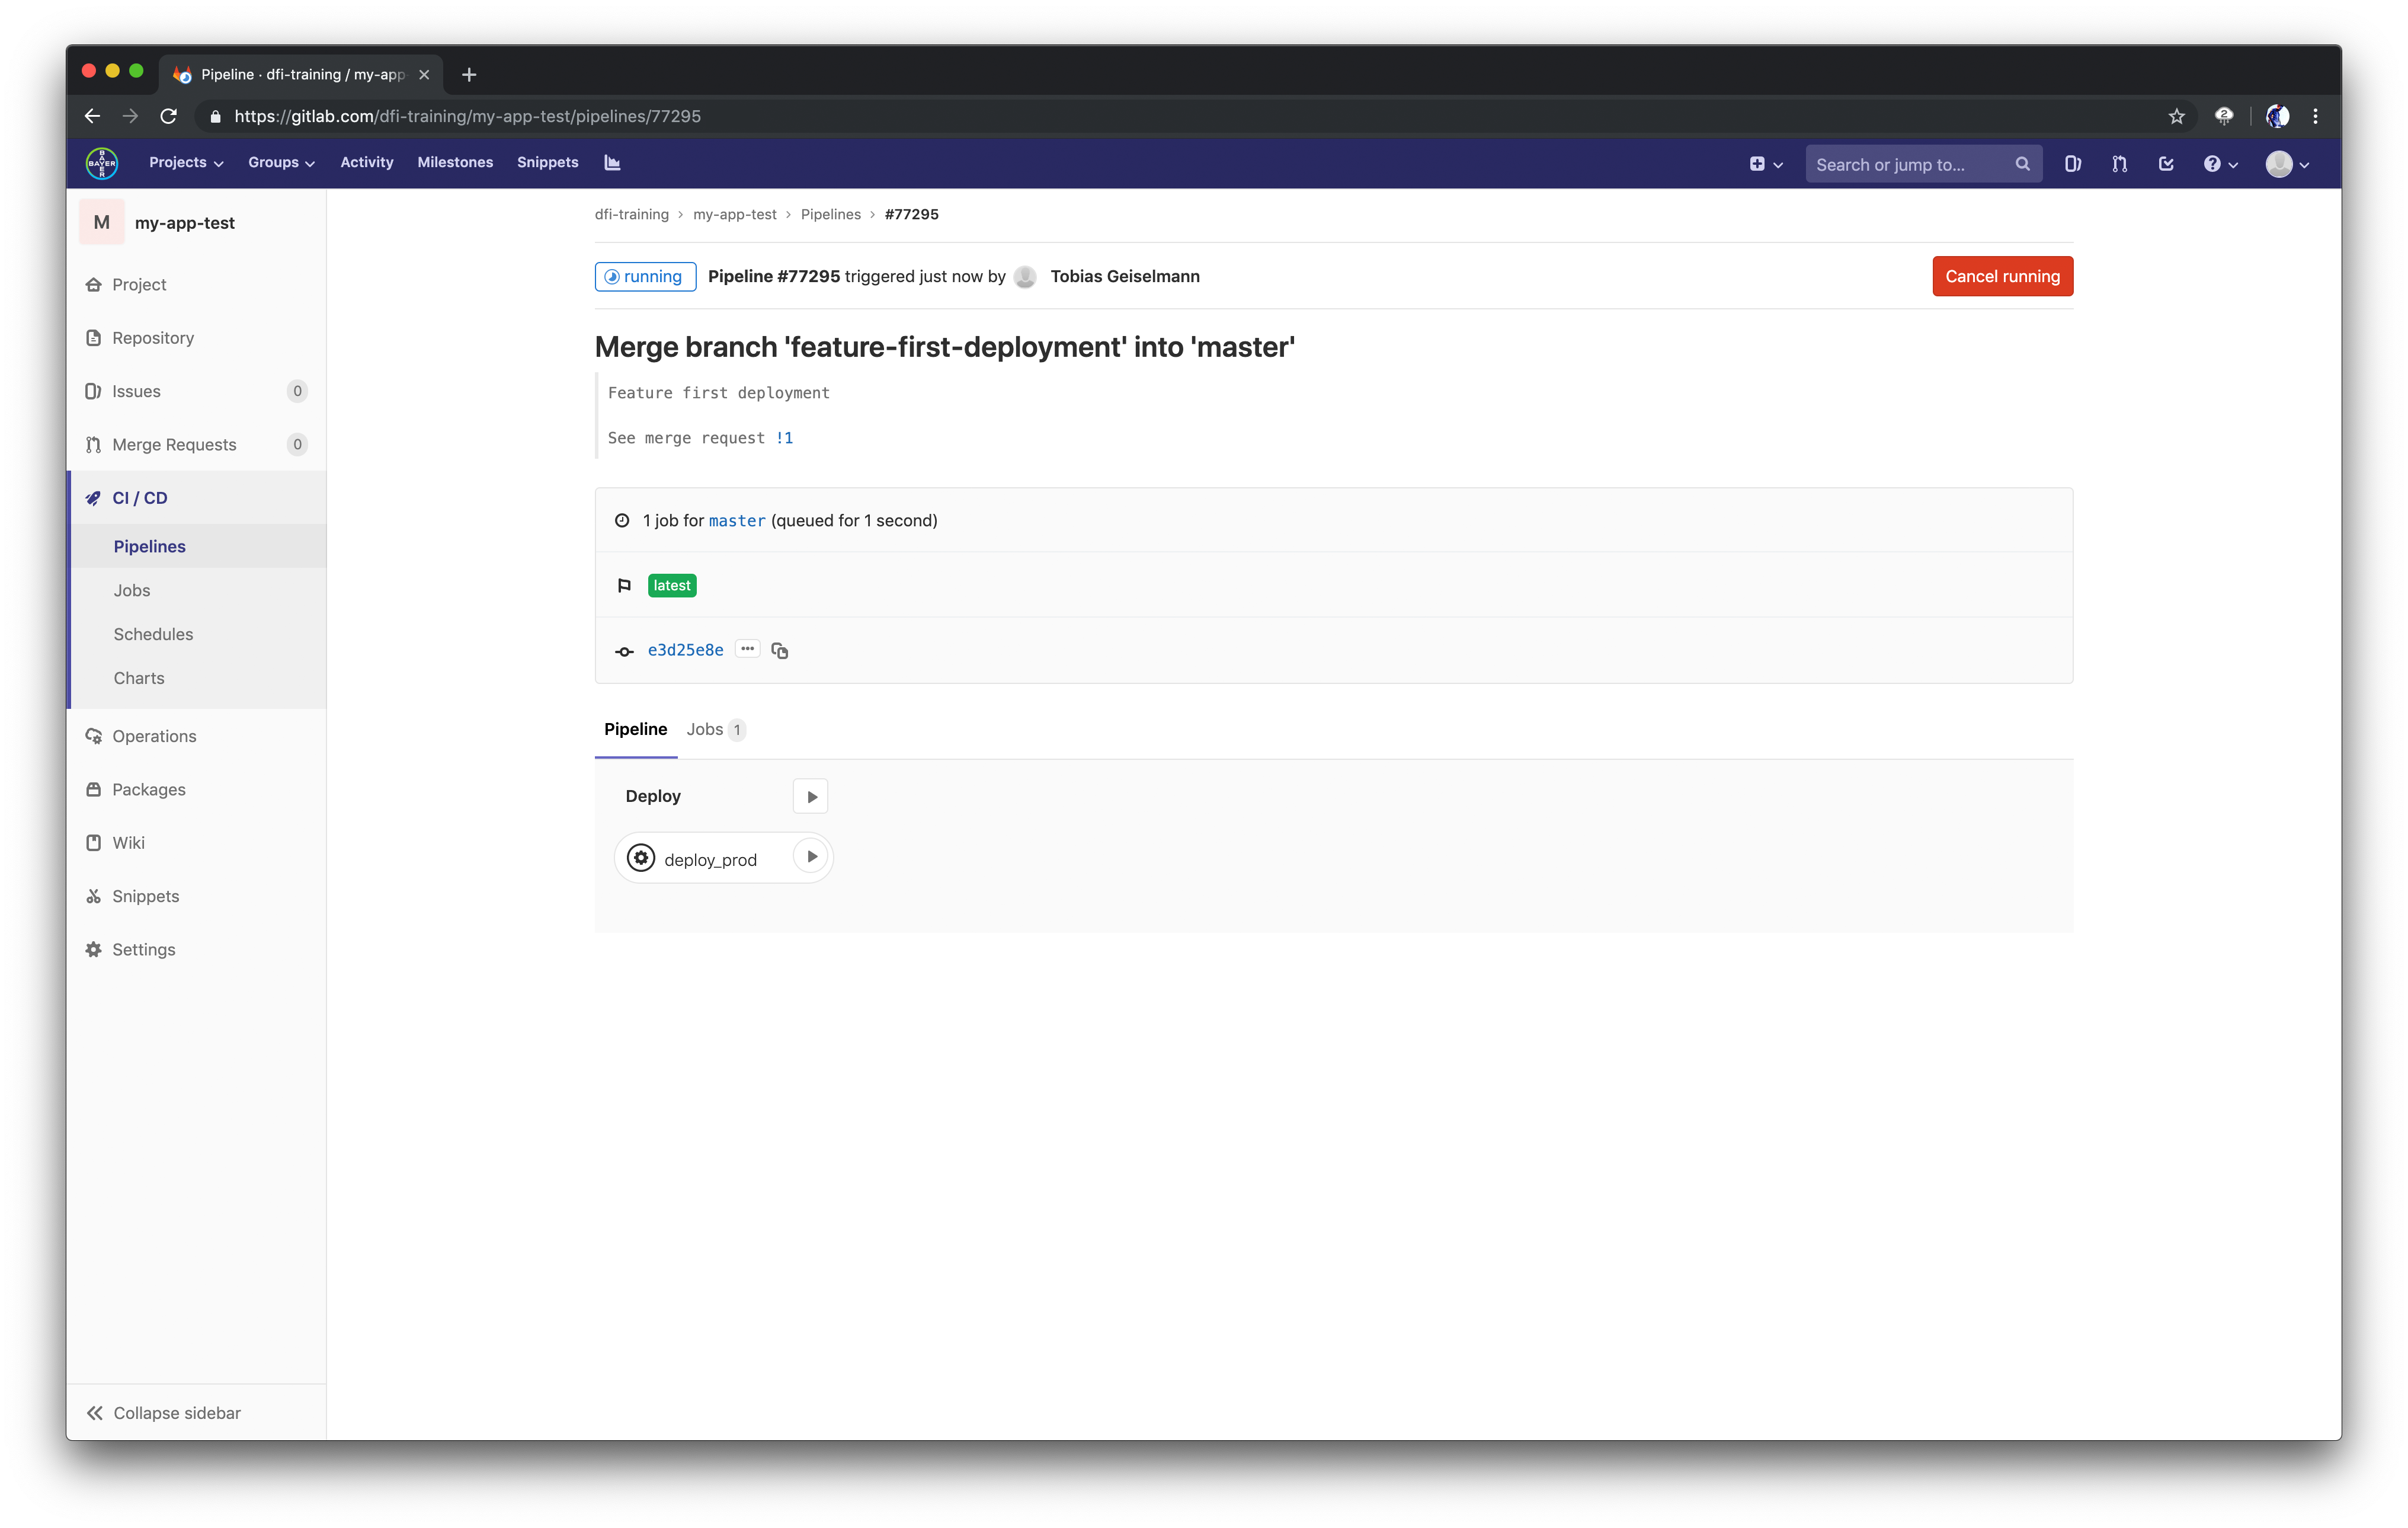 Pipeline · dfi-training / my-app-
https://gitlab.com/dfi-training/my-app-test/pipelines/77295
2
BAYER
BAYER
Projects
Groups
Activity
Milestones
Snippets
Search or jump to...
M
my-app-test
Project
Repository
Issues 0
Merge Requests 0
CI / CD
Pipelines
Jobs
Schedules
Charts
Operations
Packages
Wiki
Snippets
Settings
Collapse sidebar
dfi-training › my-app-test › Pipelines › #77295
running Pipeline #77295 triggered just now by Tobias Geiselmann
Cancel running
Merge branch 'feature-first-deployment' into 'master'
Feature first deployment
See merge request !1
1 job for master (queued for 1 second)
latest
e3d25e8e ...
Pipeline Jobs 1
Deploy
deploy_prod